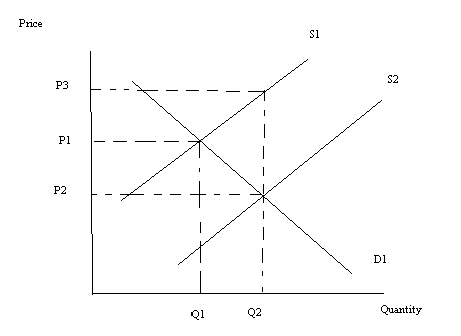 Price
S1
S2
P3
P1
P2
D1
Q1
Q2
Quantity